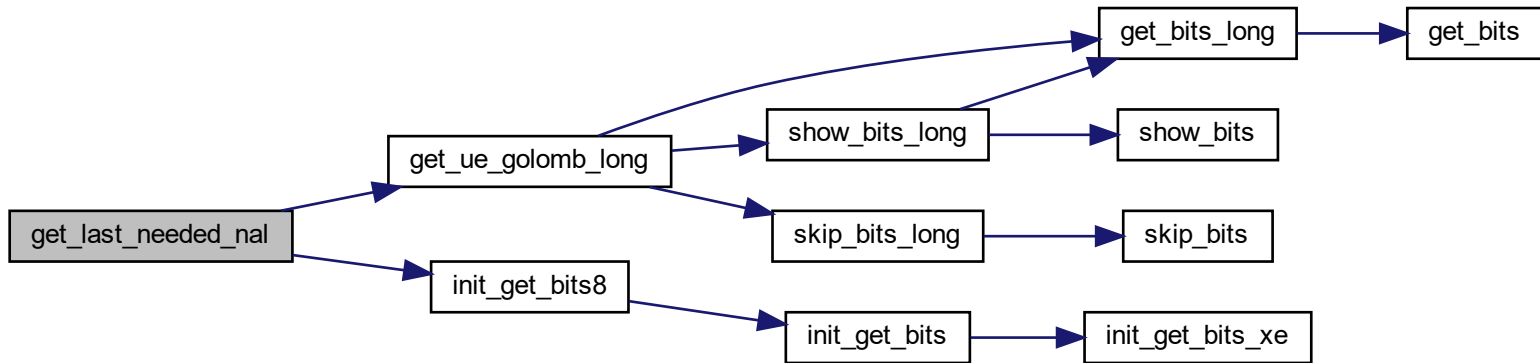 get_last_needed_nal
get_ue_golomb_long
init_get_bits8
get_bits_long
show_bits_long
skip_bits_long
init_get_bits
get_bits
show_bits
skip_bits
init_get_bits_xe